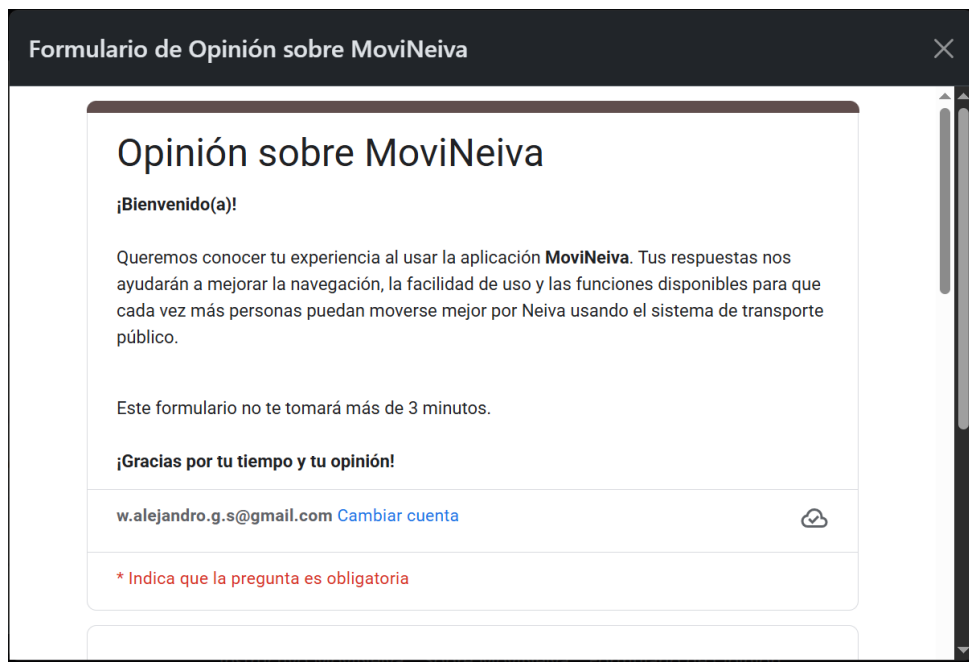 Formulario de Opinión sobre MoviNeiva
Opinión sobre MoviNeiva
¡Bienvenido(a)!
Queremos conocer tu experiencia al usar la aplicación MoviNeiva. Tus respuestas nos
ayudarán a mejorar la navegación, la facilidad de uso y las funciones disponibles para que
cada vez más personas puedan moverse mejor por Neiva usando el sistema de transporte
público.
Este formulario no te tomará más de 3 minutos.
¡Gracias por tu tiempo y tu opinión!
w.alejandro.g.s@gmail.com Cambiar cuenta
* Indica que la pregunta es obligatoria